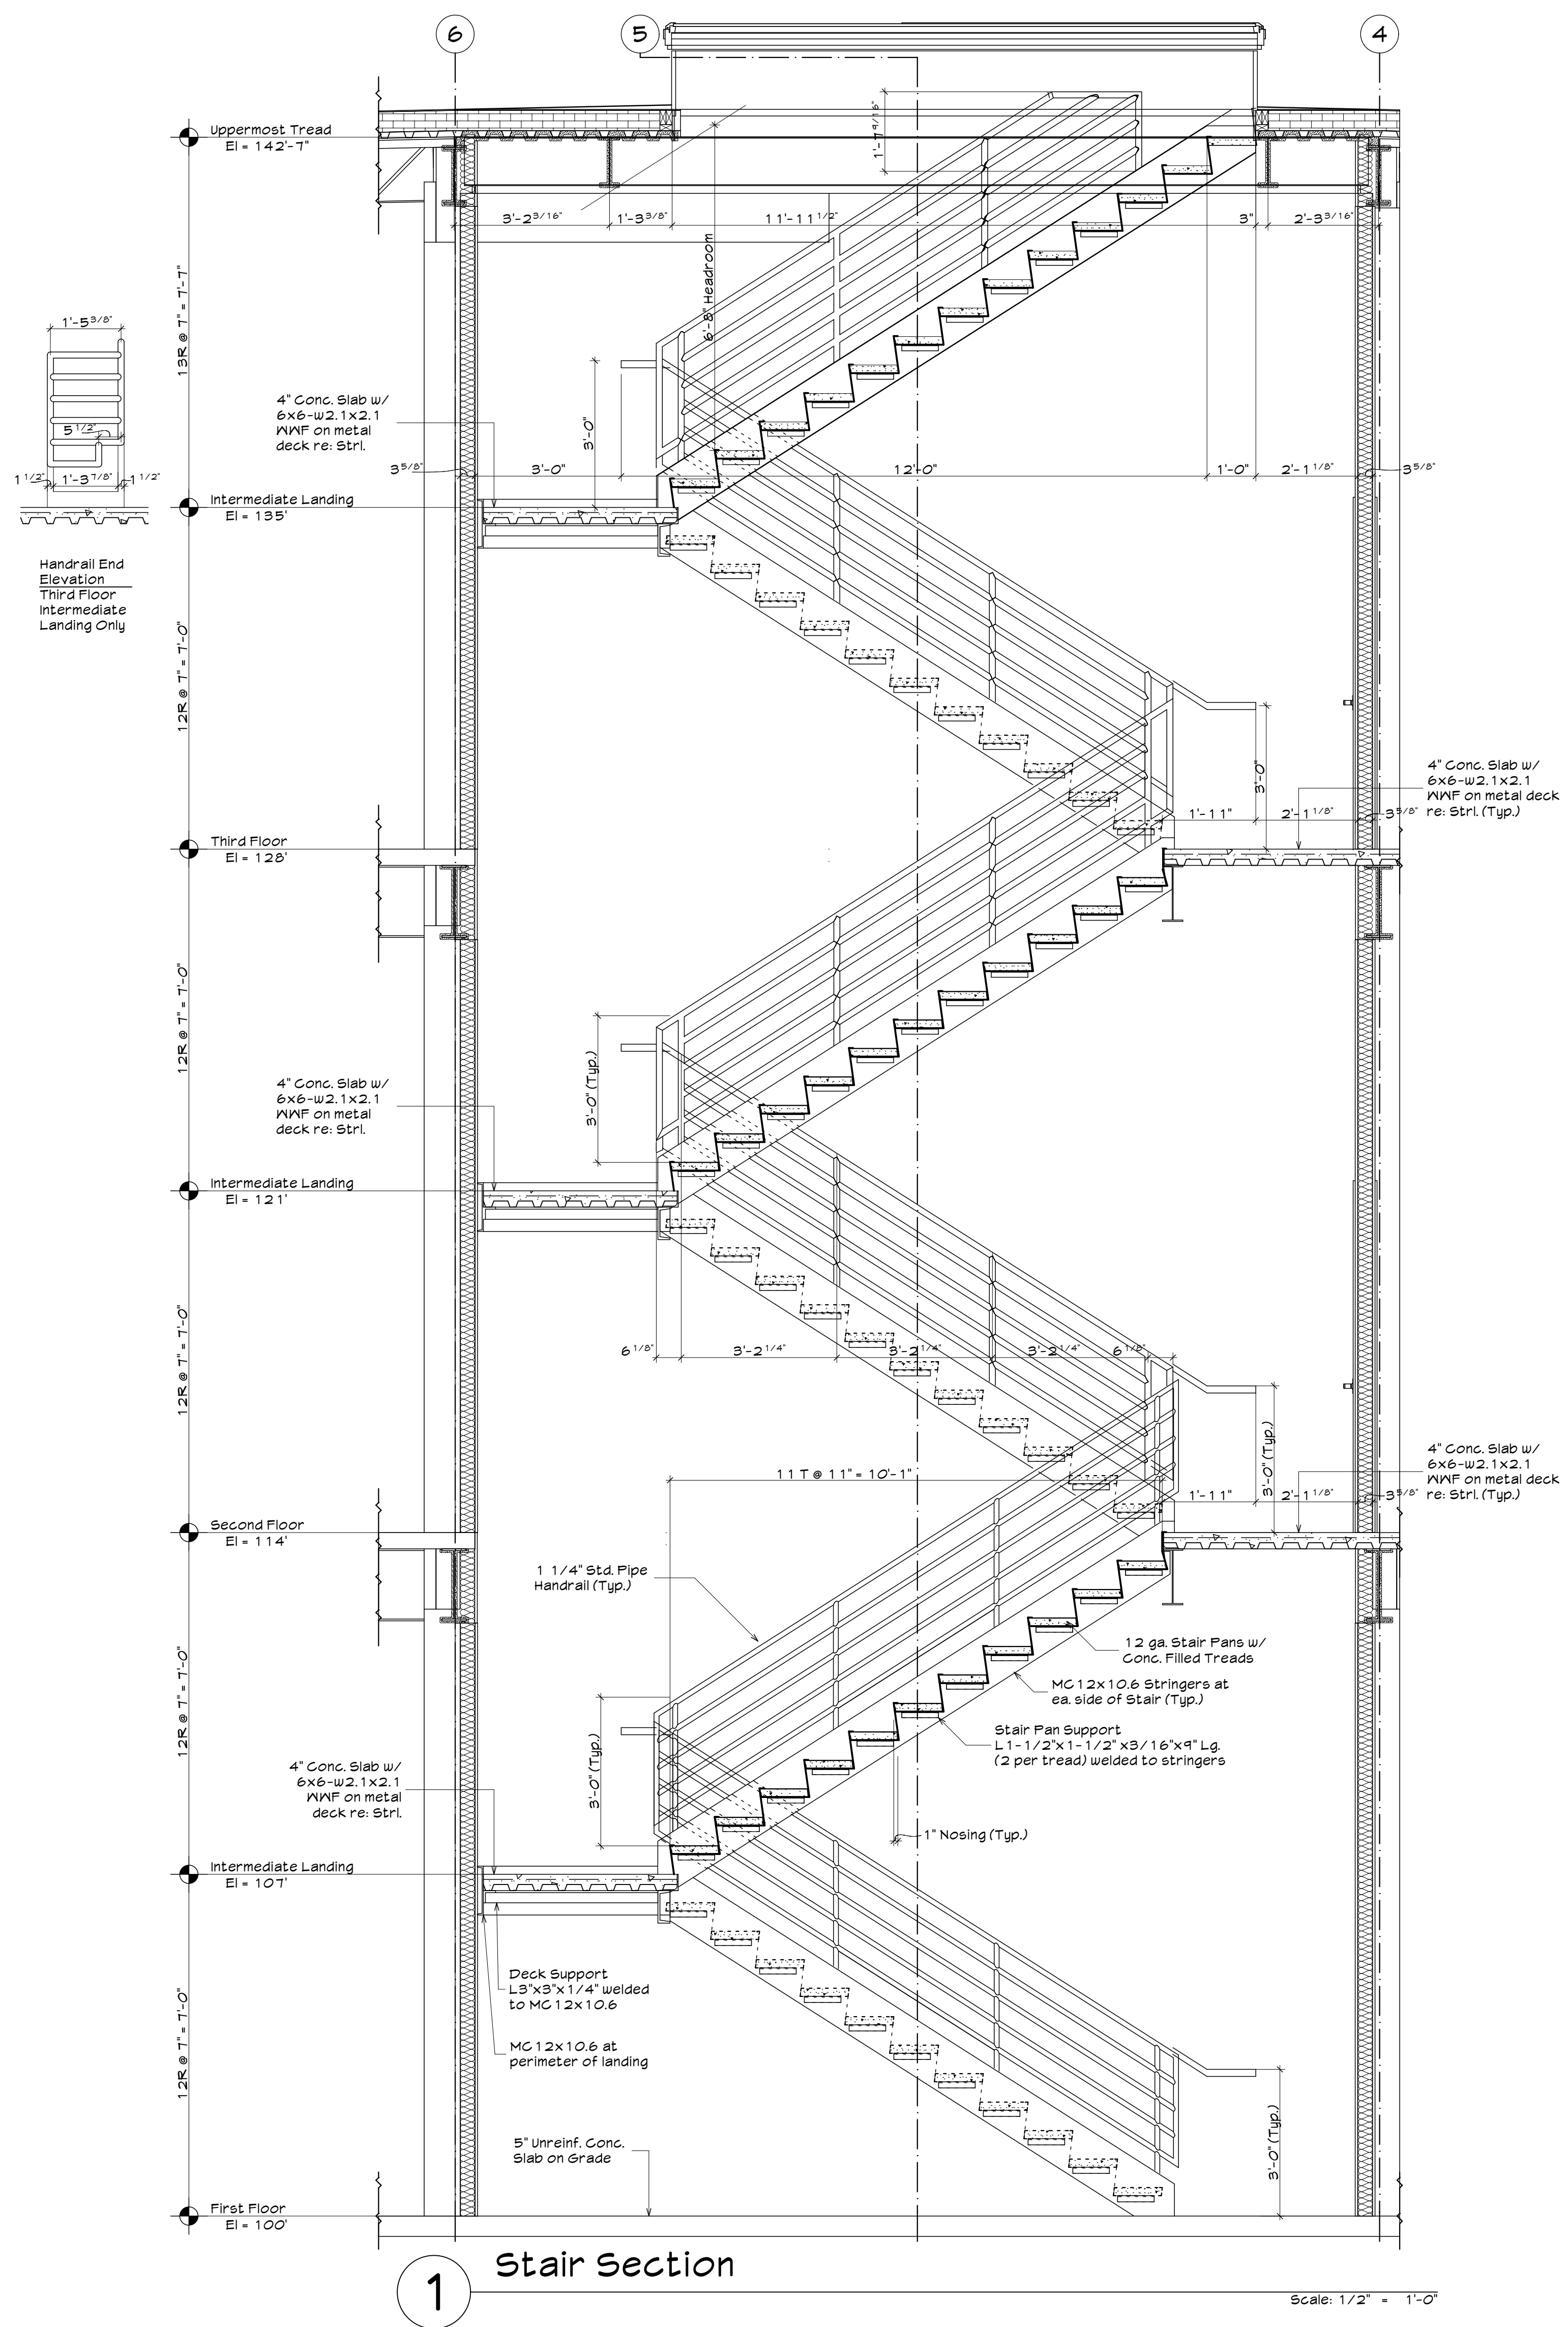 6
5
4
Uppermost Tread
El = 142'-7"
1'-7 9/16"
3'-2 3/16"
1'-3 3/8"
11'-11 1/2"
3"
2'-3 3/16"
6'-8" Headroom
13R @ 7" = 7'-7"
1'-5 3/8"
5 1/2"
1 1/2"
1'-3 7/8"
1 1/2"
Handrail End
Elevation
Third Floor
Intermediate
Landing Only
4" Conc. Slab w/
6x6-w2.1x2.1
WWF on metal
deck re: Strl.
3'-0"
3 5/8"
3'-0"
12'-0"
1'-0"
2'-1 1/8"
3 5/8"
Intermediate Landing
El = 135'
12R @ 7" = 7'-0"
3'-0"
4" Conc. Slab w/
6x6-w2.1x2.1
WWF on metal deck
re: Strl. (Typ.)
1'-11"
2'-1 1/8"
3 5/8"
Third Floor
El = 128'
12R @ 7" = 7'-0"
3'-0" (Typ.)
4" Conc. Slab w/
6x6-w2.1x2.1
WWF on metal
deck re: Strl.
Intermediate Landing
El = 121'
12R @ 7" = 7'-0"
6 1/8"
3'-2 1/4"
3'-2 1/4"
3'-2 1/4"
6 1/8"
11 T @ 11" = 10'-1"
3'-0" (Typ.)
4" Conc. Slab w/
6x6-w2.1x2.1
WWF on metal deck
re: Strl. (Typ.)
1'-11"
2'-1 1/8"
3 5/8"
Second Floor
El = 114'
1 1/4" Std. Pipe
Handrail (Typ.)
12R @ 7" = 7'-0"
12 ga. Stair Pans w/
Conc. Filled Treads
MC12x10.6 Stringers at
ea. side of Stair (Typ.)
Stair Pan Support
L1-1/2"x1-1/2" x3/16"x9" Lg.
(2 per tread) welded to stringers
3'-0" (Typ.)
4" Conc. Slab w/
6x6-w2.1x2.1
WWF on metal
deck re: Strl.
1" Nosing (Typ.)
Intermediate Landing
El = 107'
Deck Support
L3"x3"x1/4" welded
to MC12x10.6
MC12x10.6 at
perimeter of landing
12R @ 7" = 7'-0"
3'-0" (Typ.)
5" Unreinf. Conc.
Slab on Grade
First Floor
El = 100'
1
Stair Section
Scale: 1/2" = 1'-0"